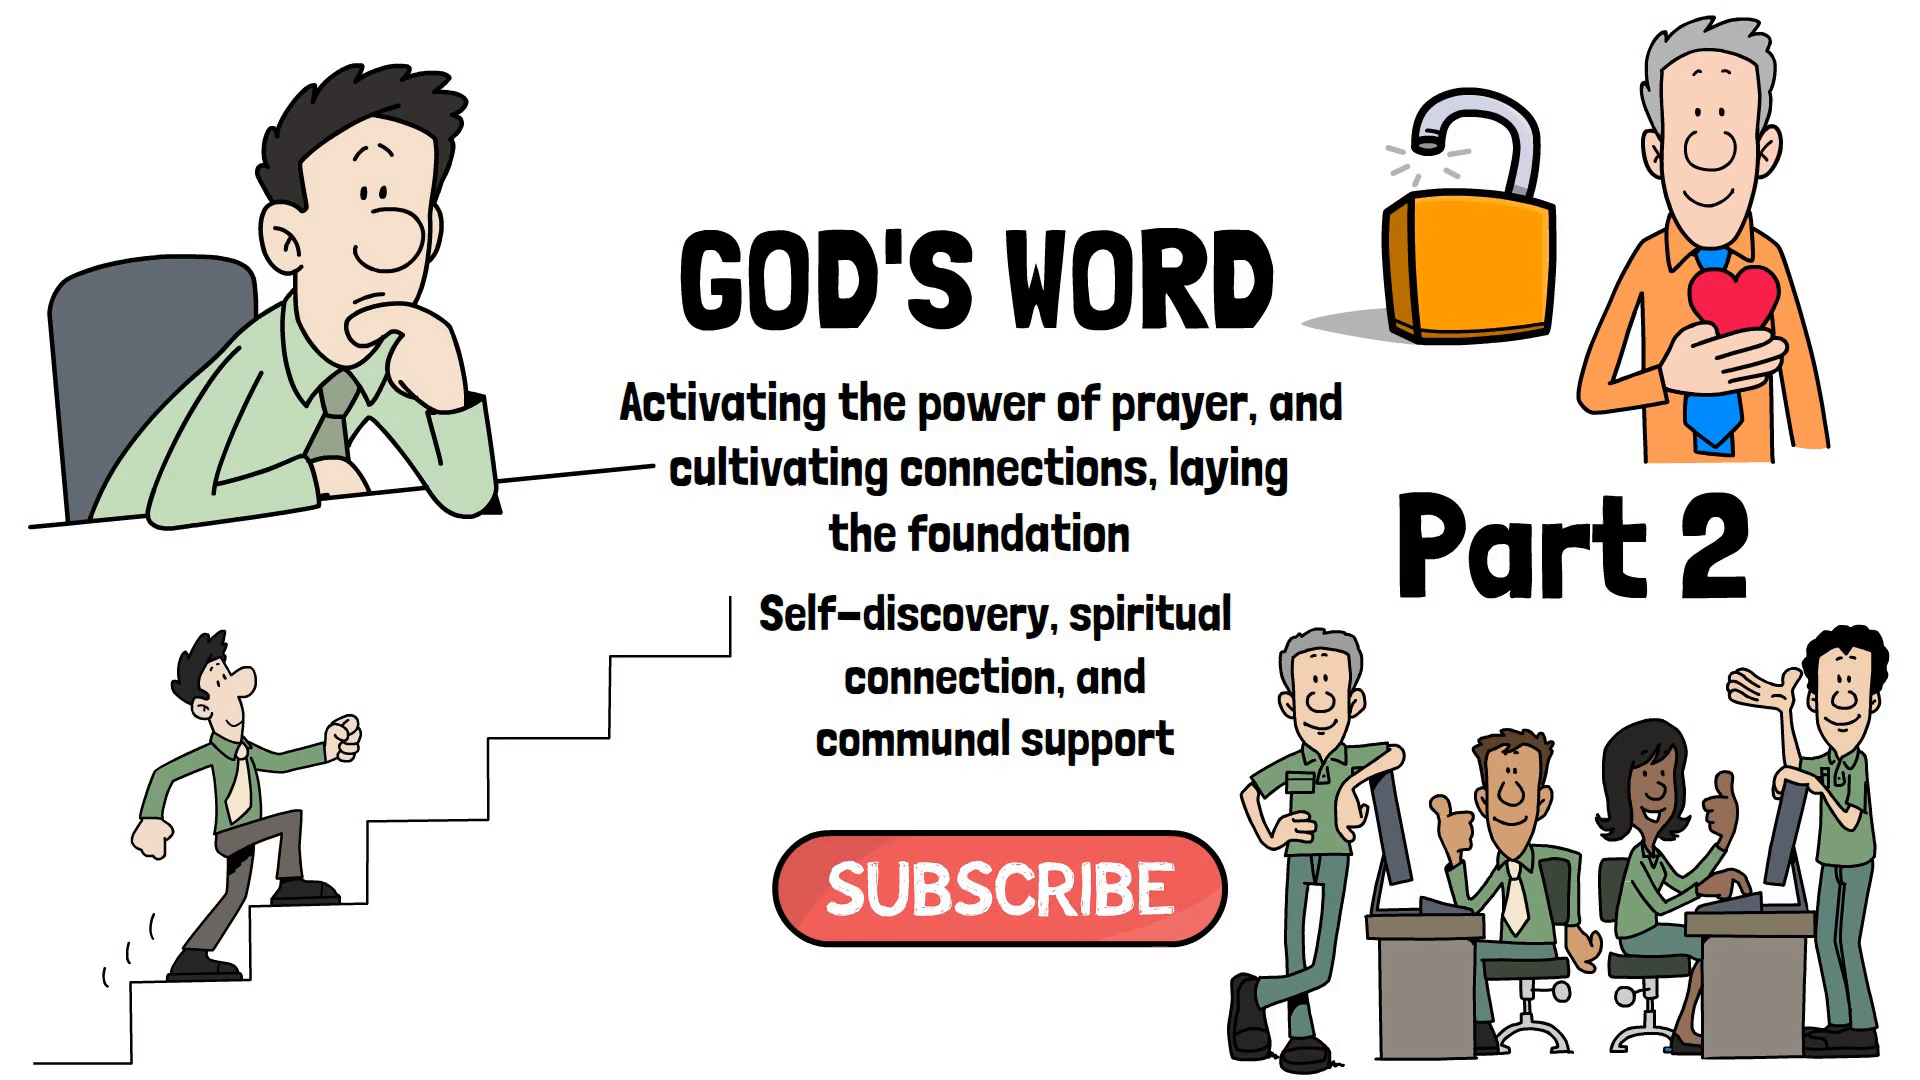 GOD'S WORD
Activating the power of prayer, and
cultivating connections, laying
the foundation
Part 2
Self-discovery, spiritual
connection, and
communal support
SUBSCRIBE